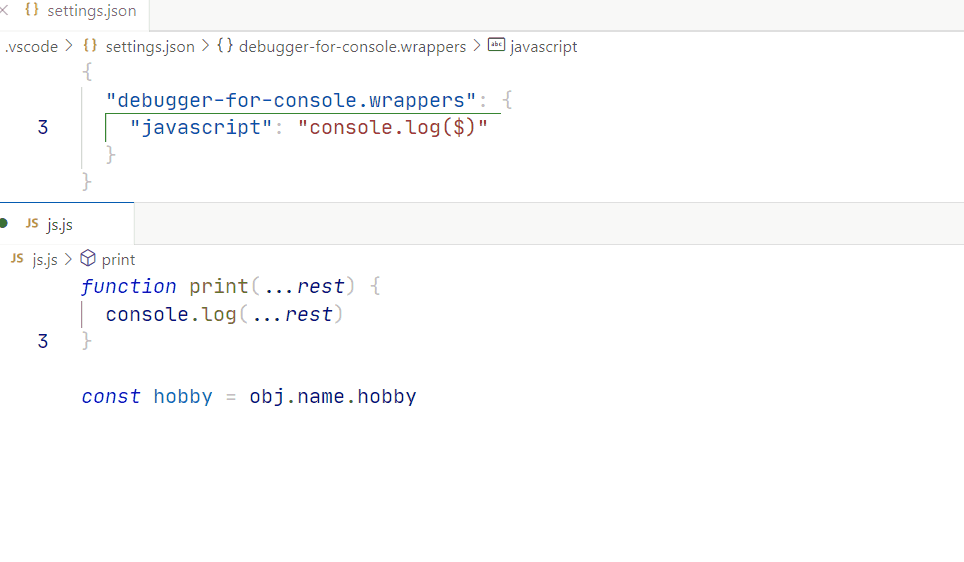 {} settings.json
.vscode > {} settings.json > {} debugger-for-console.wrappers > abc javascript
{
"debugger-for-console.wrappers": {
3 "javascript": "console.log($)"
}
}
JS js.js
JS js.js > print
function print(...rest) {
console.log(...rest)
3 }
const hobby = obj.name.hobby